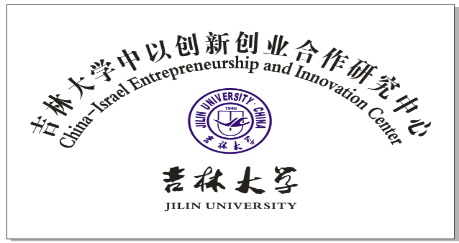 吉林大学中以创新创业合作研究中心
China-Israel Entrepreneurship and Innovation Center
JILIN UNIVERSITY · CHINA
1946
吉林大学
吉林大学
JILIN UNIVERSITY